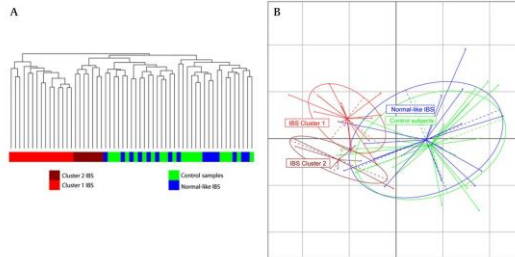 A
Cluster 2 IBS
Cluster 1 IBS
Control samples
Normal-like IBS
B
Normal-like IBS
Control subjects
IBS Cluster 1
IBS Cluster 2